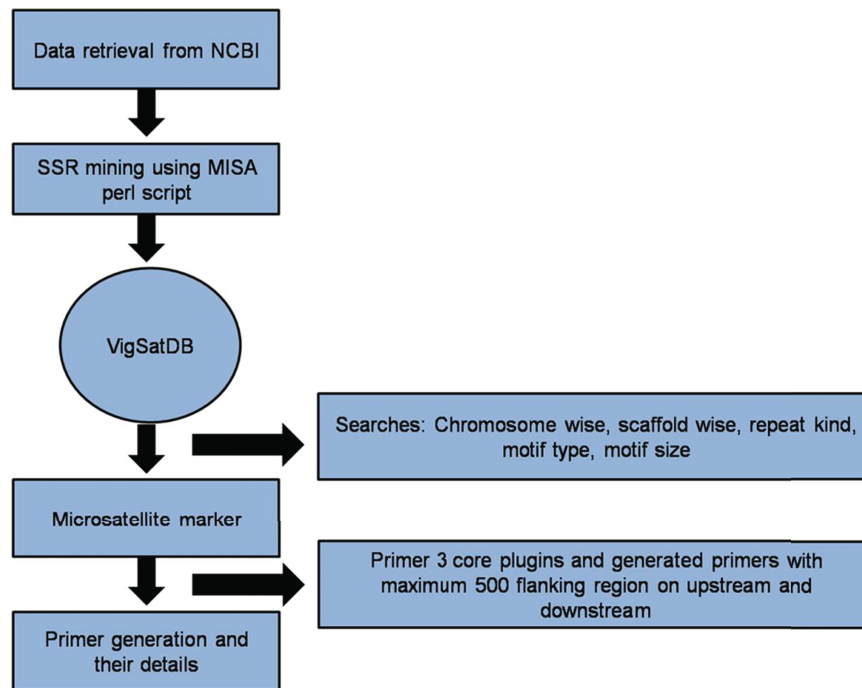 Data retrieval from NCBI
SSR mining using MISA
perl script
VigSatDB
Searches: Chromosome wise, scaffold wise, repeat kind,
motif type, motif size
Microsatellite marker
Primer 3 core plugins and generated primers with
maximum 500 flanking region on upstream and
downstream
Primer generation and
their details